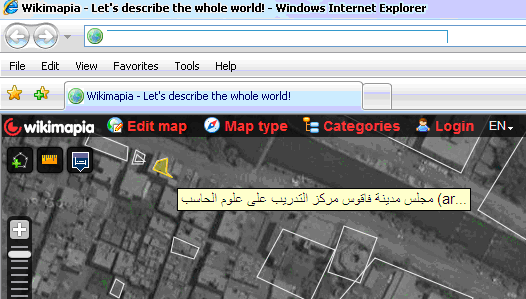 Wikimapia - Let's describe the whole world! - Windows Internet Explorer
File Edit View Favorites Tools Help
Wikimapia - Let's describe the whole world!
wikimapia Edit map Map type Categories Login EN
مجلس مدينة فاقوس مركز التدريب على علوم الحاسب (ar...